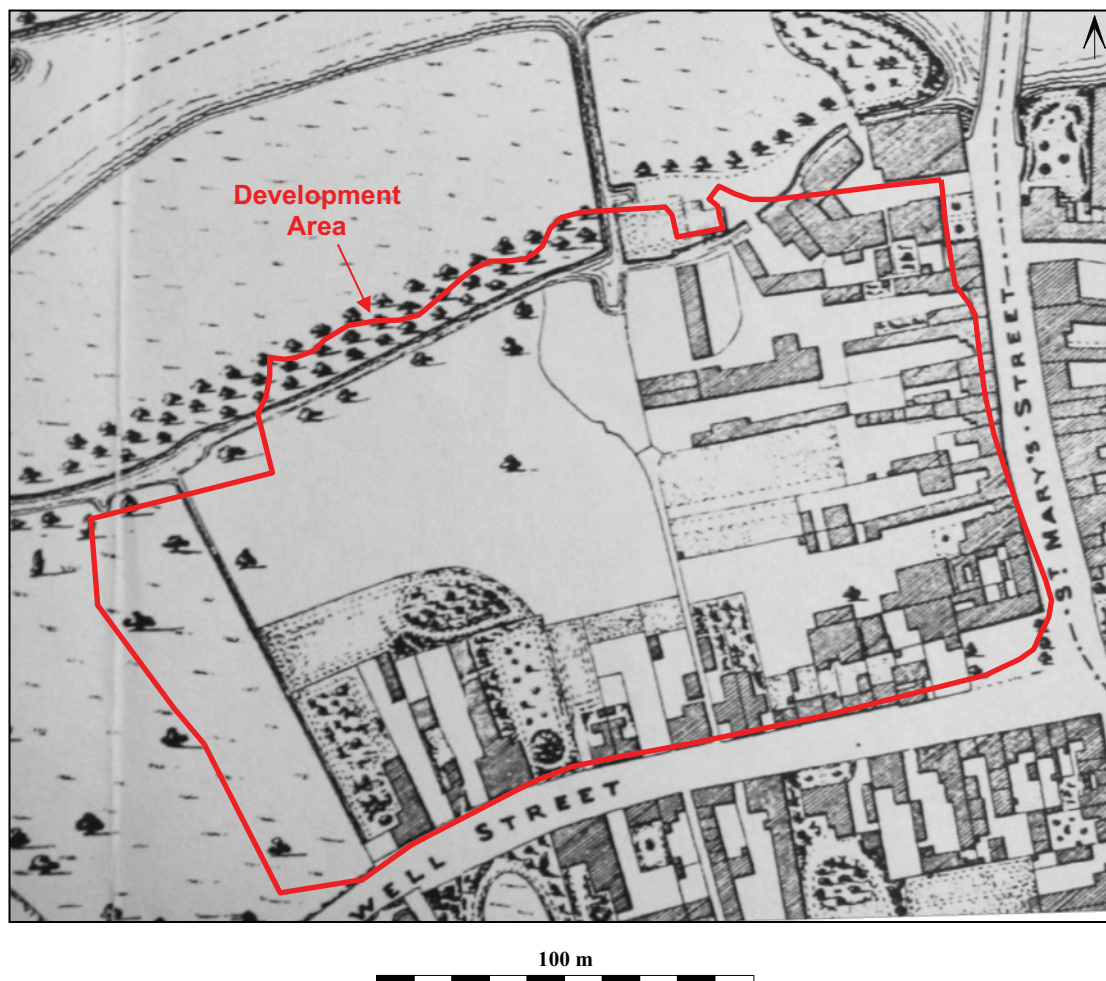 Development
Area
ST. MARY'S · STREET ·
WELL STREET
100 m